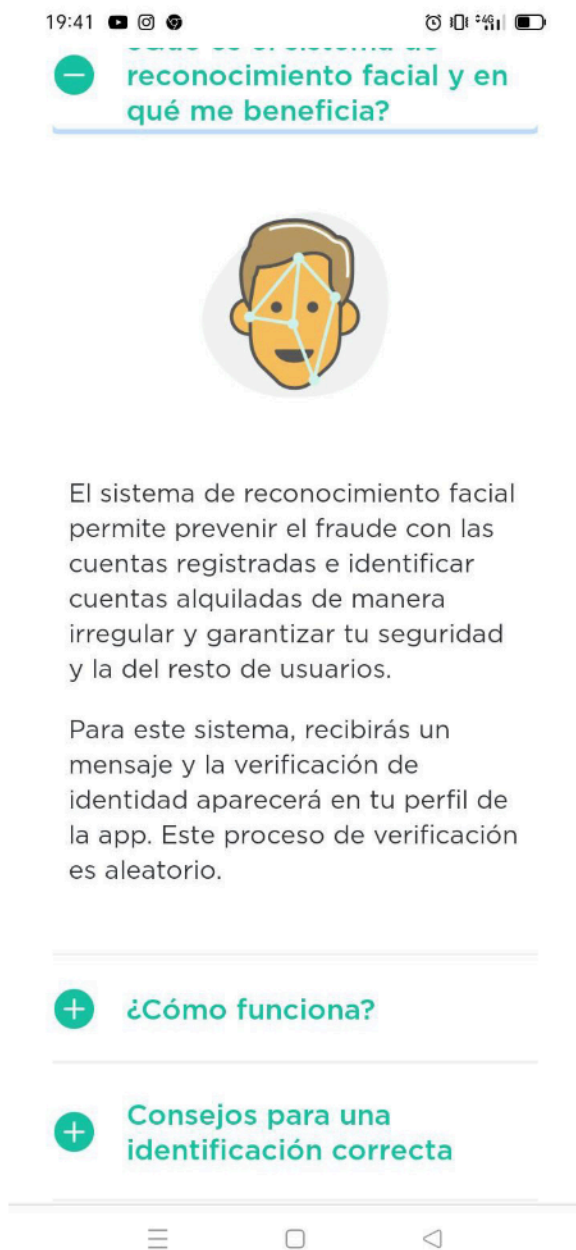 19:41
reconocimiento facial y en
qué me beneficia?
El sistema de reconocimiento facial
permite prevenir el fraude con las
cuentas registradas e identificar
cuentas alquiladas de manera
irregular y garantizar tu seguridad
y la del resto de usuarios.
Para este sistema, recibirás un
mensaje y la verificación de
identidad aparecerá en tu perfil de
la app. Este proceso de verificación
es aleatorio.
¿Cómo funciona?
Consejos para una
identificación correcta